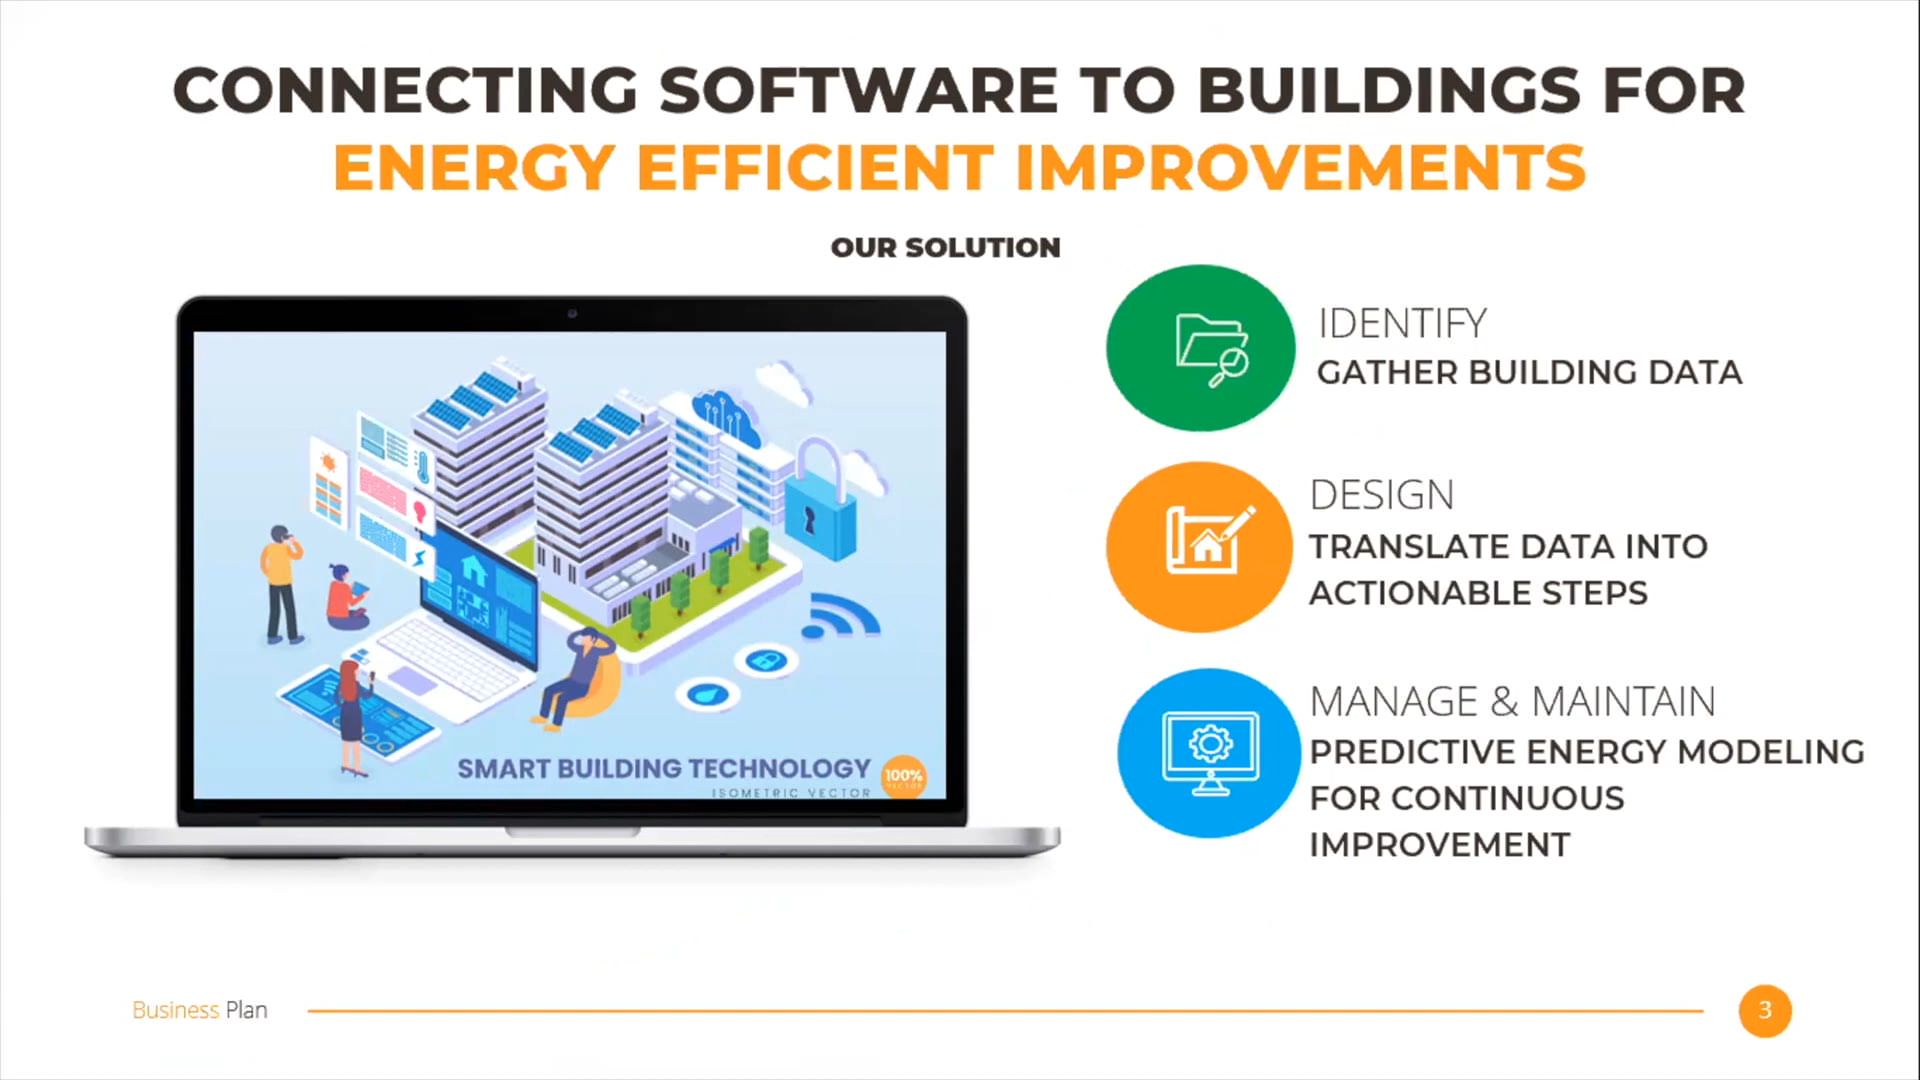 CONNECTING SOFTWARE TO BUILDINGS FOR
ENERGY EFFICIENT IMPROVEMENTS
OUR SOLUTION
IDENTIFY
GATHER BUILDING DATA
DESIGN
TRANSLATE DATA INTO
ACTIONABLE STEPS
MANAGE & MAINTAIN
PREDICTIVE ENERGY MODELING
FOR CONTINUOUS
IMPROVEMENT
SMART BUILDING TECHNOLOGY
ISOMETRIC VECTOR
100%
VECTOR
Business Plan
3